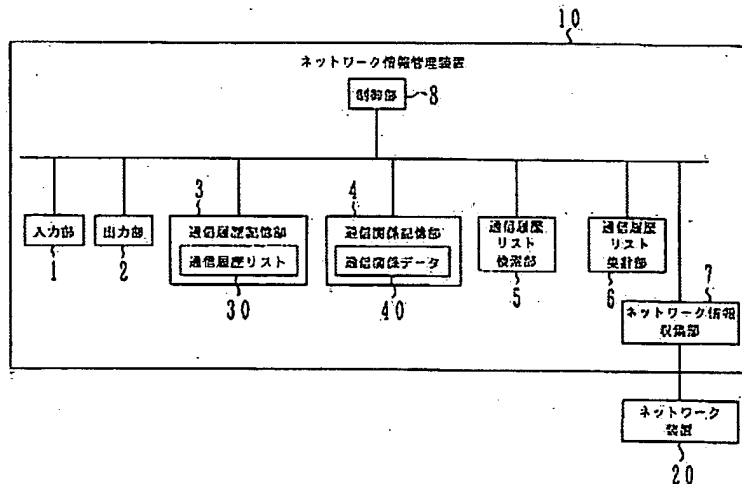 10
ネットワーク情報管理装置
制御部
8
3
4
入力部
出力部
通信履歴記憶部
通信履歴リスト
通信関係記憶部
通信関係データ
通信履歴
リスト
検索部
通信履歴
リスト
集計部
1
2
30
40
5
6
7
ネットワーク情報
収集部
ネットワーク
装置
20